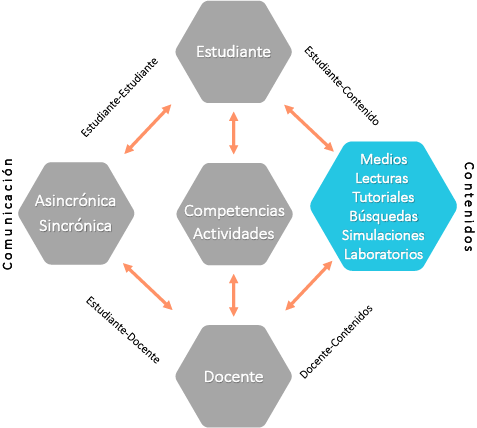 Estudiante
Estudiante-Estudiante
Estudiante-Contenido
Comunicación
Asincrónica
Sincrónica
Competencias
Actividades
Medios
Lecturas
Tutoriales
Búsquedas
Simulaciones
Laboratorios
Contenidos
Estudiante-Docente
Docente-Contenidos
Docente